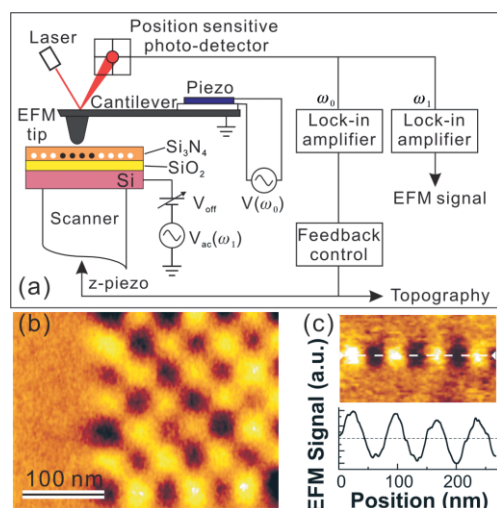 Laser
Position sensitive
photo-detector
Cantilever
Piezo
EFM
tip
ω₀
ω₁
Lock-in
amplifier
Lock-in
amplifier
Si₃N₄
SiO₂
Si
EFM signal
Scanner
V_off
V(ω₀)
V_ac(ω₁)
Feedback
control
z-piezo
(a)
Topography
(b)
100 nm
(c)
EFM Signal (a.u.)
0 100 200
Position (nm)